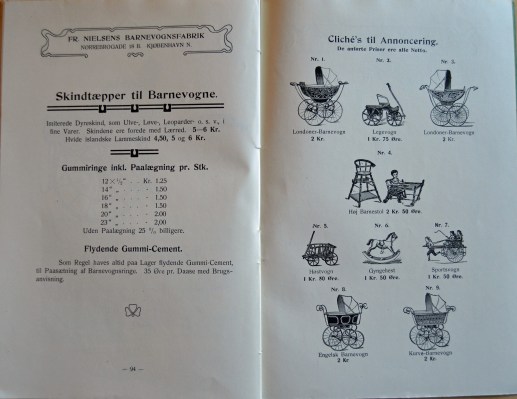 FR. NIELSENS BARNEVOGNSFABRIK
NØRREBROGADE 18 B. KJØBENHAVN N.
Skindtæpper til Barnevogne.
Imiterede Dyreskind, som Ulve-, Løve-, Leoparder- o. s. v., i
fine Varer. Skindene ere forede med Lærred. 5—6 Kr.
Hvide islandske Lammeskind 4,50, 5 og 6 Kr.
Gummiringe inkl. Paalægning pr. Stk.
12 × ½" Kr. 1.25
14" „ - 1.50
16" „ - 1.50
18" „ - 1.50
20" „ - 2.00
23" „ - 2.00
Uden Paalægning 25 % billigere.
Flydende Gummi-Cement.
Som Regel haves altid paa Lager flydende Gummi-Cement,
til Paasætning af Barnevognsringe. 35 Øre pr. Daase med Brugs-
anvisning.
— 94 —
Cliché's til Annoncering.
De anførte Priser ere alle Netto.
Nr. 1. Nr. 2. Nr. 3.
Londoner-Barnevogn Legevogn Londoner-Barnevogn
2 Kr. 1 Kr. 75 Øre. 2 Kr.
Nr. 4.
Høj Barnestol 2 Kr. 50 Øre.
Nr. 5. Nr. 6. Nr. 7.
Høstvogn Gyngehest Sportsvogn
1 Kr. 80 Øre. 1 Kr. 50 Øre. 1 Kr. 50 Øre.
Nr. 8. Nr. 9.
Engelsk Barnevogn Kurve-Barnevogn
2 Kr. 2 Kr.